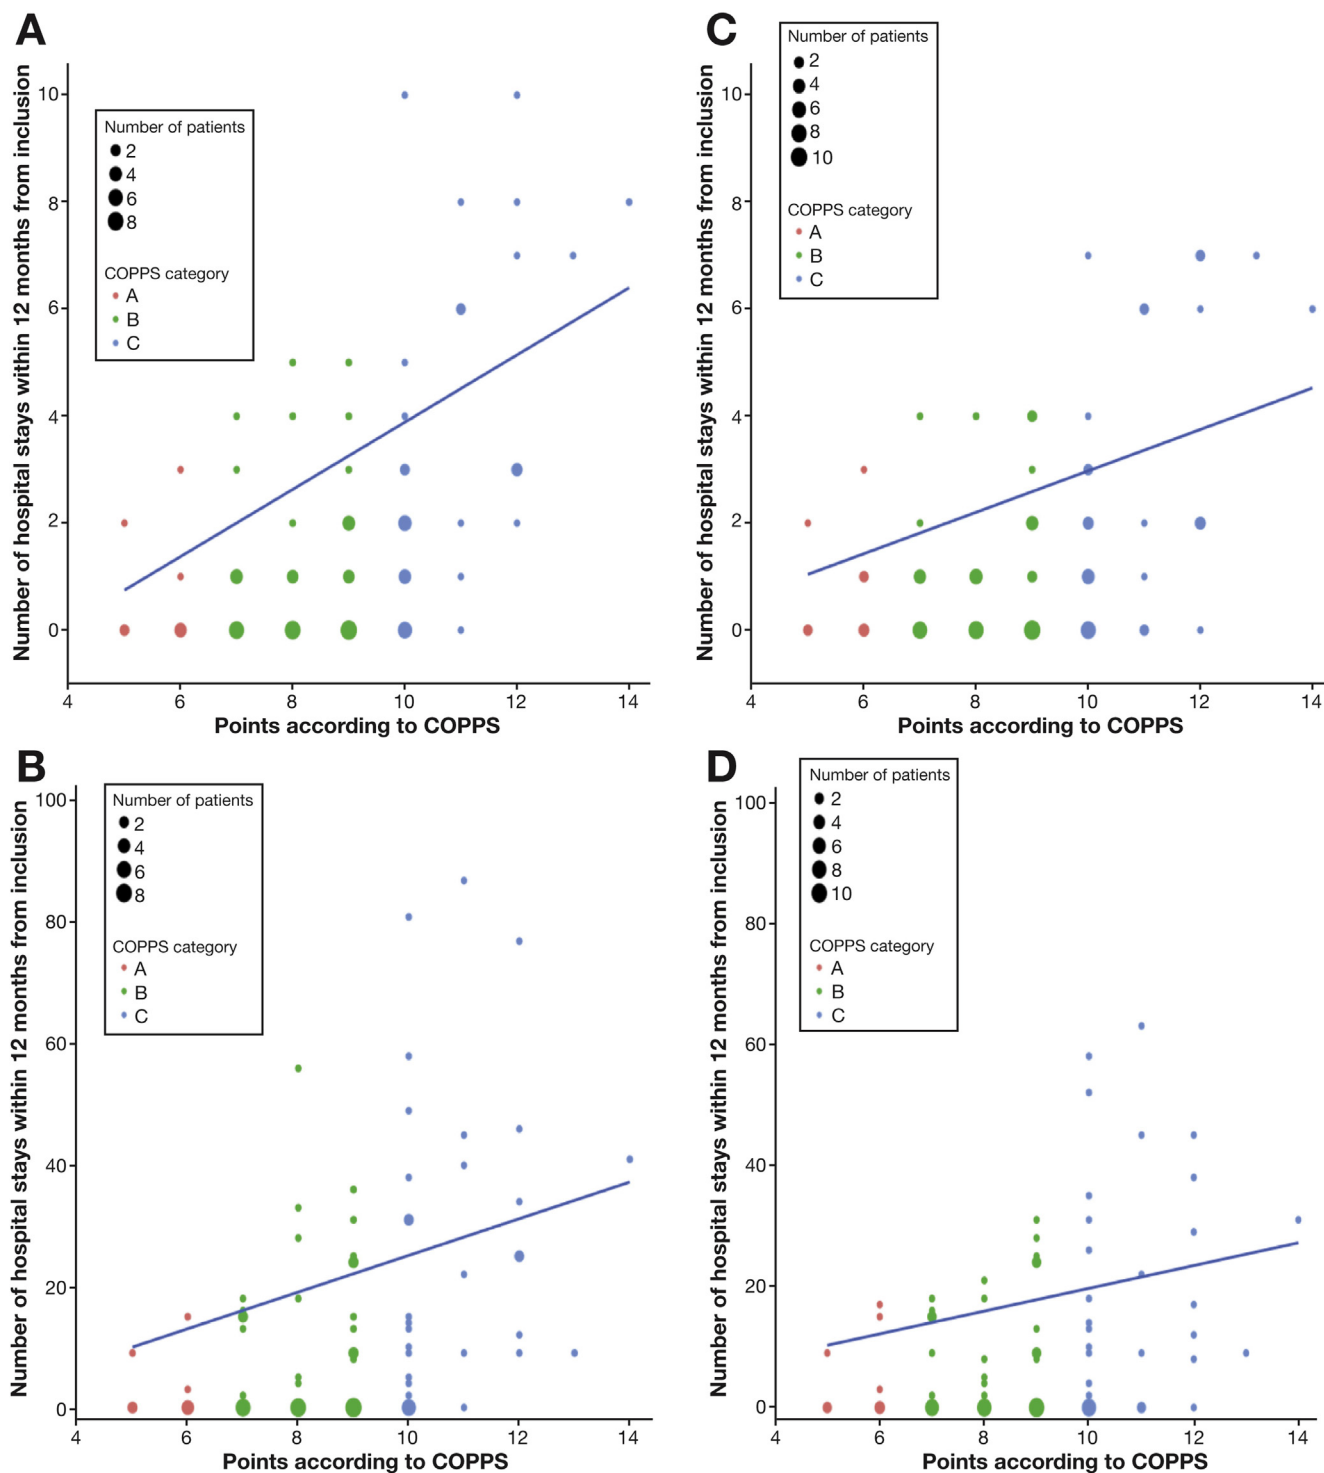 A
Number of hospital stays within 12 months from inclusion
10
8
6
4
2
0
Number of patients
2
4
6
8
COPPS category
A
B
C
4 6 8 10 12 14
Points according to COPPS
C
Number of hospital stays within 12 months from inclusion
10
8
6
4
2
0
Number of patients
2
4
6
8
10
COPPS category
A
B
C
4 6 8 10 12 14
Points according to COPPS
B
Number of hospital stays within 12 months from inclusion
100
80
60
40
20
0
Number of patients
2
4
6
8
COPPS category
A
B
C
4 6 8 10 12 14
Points according to COPPS
D
Number of hospital stays within 12 months from inclusion
100
80
60
40
20
0
Number of patients
2
4
6
8
10
COPPS category
A
B
C
4 6 8 10 12 14
Points according to COPPS